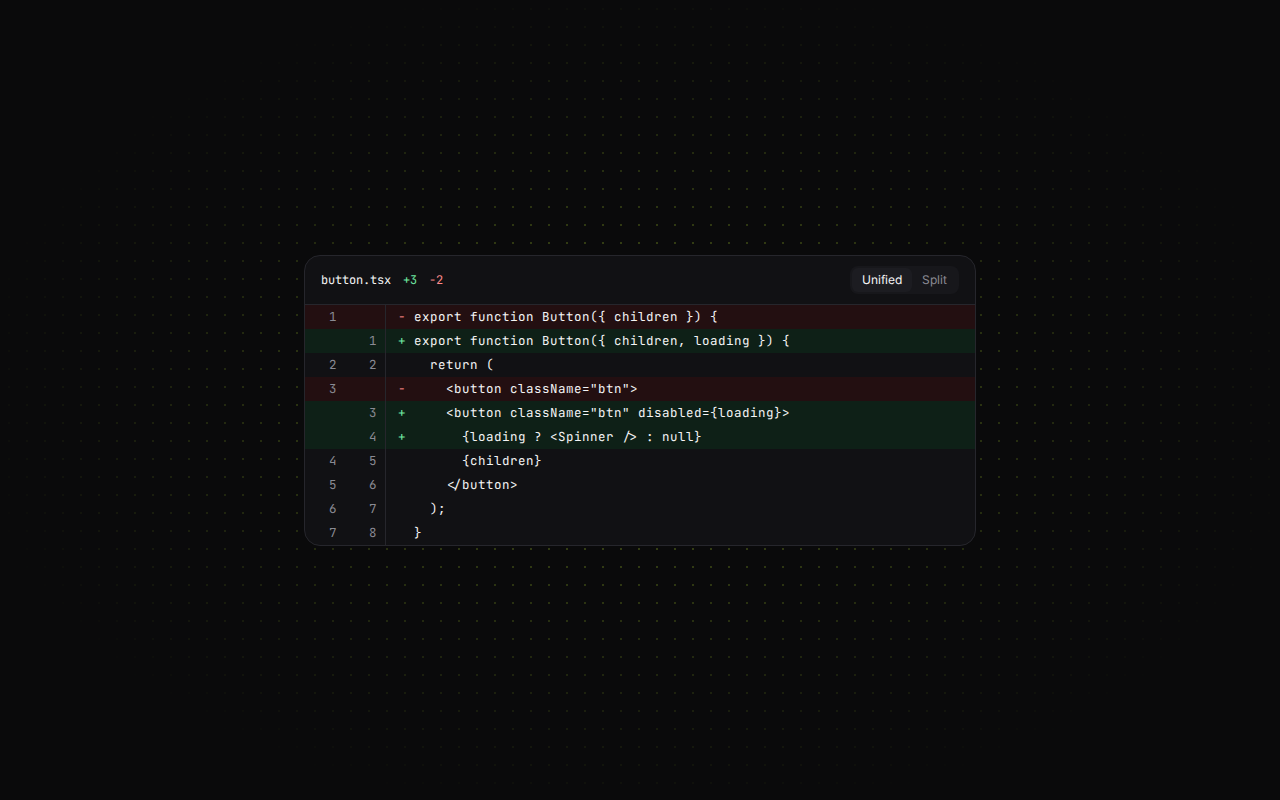 button.tsx +3 -2 Unified Split
1 - export function Button({ children }) {
1 + export function Button({ children, loading }) {
2 2 return (
3 - <button className="btn">
3 + <button className="btn" disabled={loading}>
4 + {loading ? <Spinner /> : null}
4 5 {children}
5 6 </button>
6 7 );
7 8 }